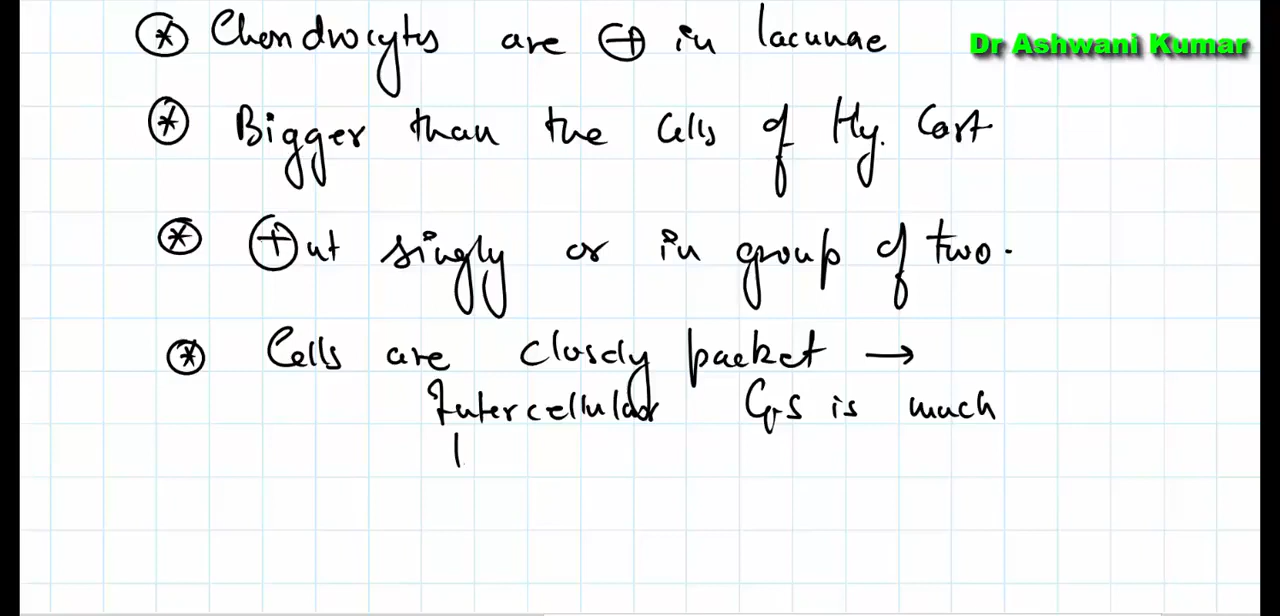 ⊛ Chondrocytes are ⊕ in lacunae
Dr Ashwani Kumar
⊛ Bigger than the Cells of Hy. Cart
⊛ ⊕nt singly or in group of two.
⊛ Cells are closely packet →
Intercellular GS is much
l